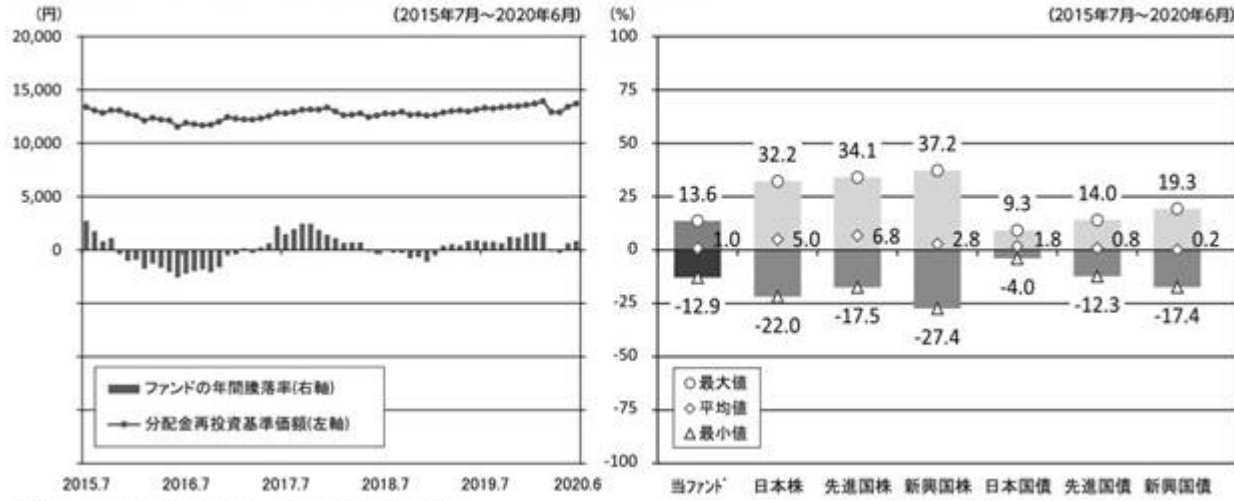 (円)
(2015年7月～2020年6月)
20,000
15,000
10,000
5,000
0
ファンドの年間騰落率(右軸)
分配金再投資基準価額(左軸)
2015.7 2016.7 2017.7 2018.7 2019.7 2020.6
(%)
(2015年7月～2020年6月)
100
75
50
25
0
-25
-50
-75
-100
13.6 32.2 34.1 37.2 9.3 14.0 19.3
1.0 5.0 6.8 2.8 1.8 0.8 0.2
-12.9 -22.0 -17.5 -27.4 -4.0 -12.3 -17.4
最大値
平均値
最小値
当ファンド 日本株 先進国株 新興国株 日本国債 先進国債 新興国債